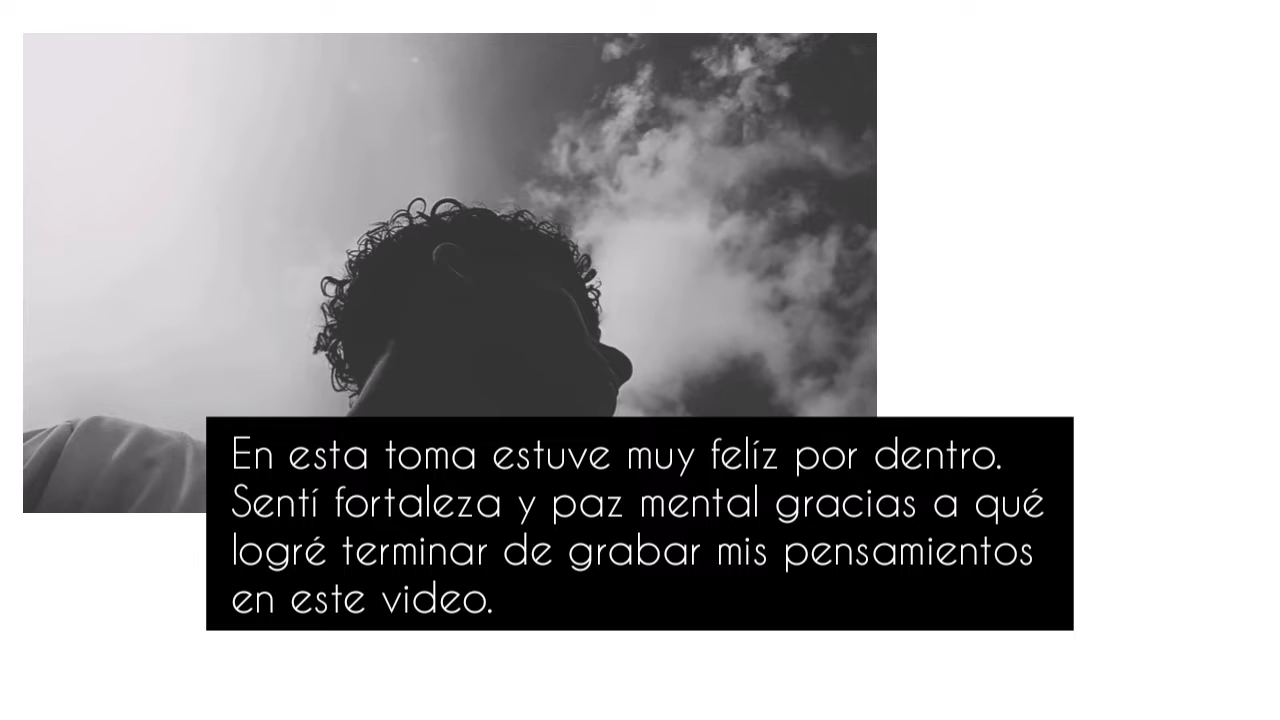 En esta toma estuve muy felíz por dentro.
Sentí fortaleza y paz mental gracias a qué
logré terminar de grabar mis pensamientos
en este video.